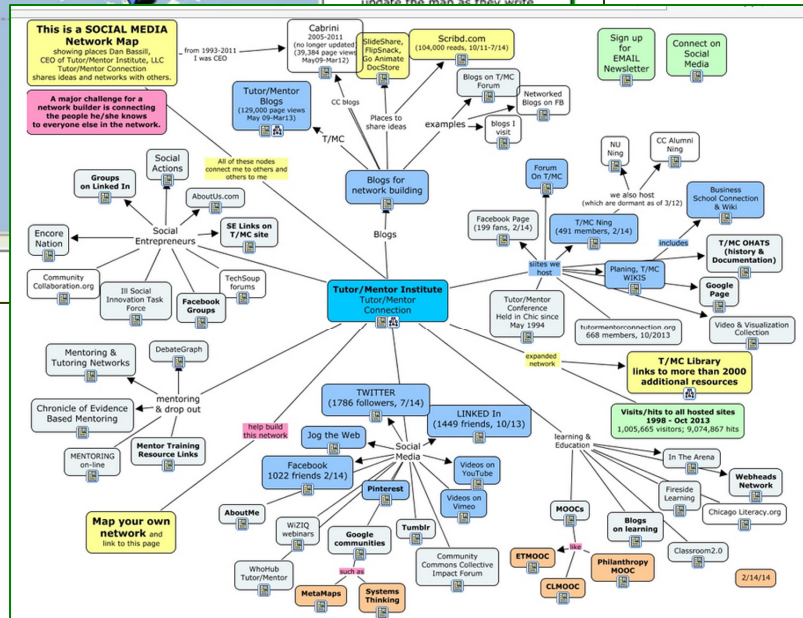 update the map as they write
This is a SOCIAL MEDIA
Network Map
showing places Dan Bassill,
CEO of Tutor/Mentor Institute, LLC
Tutor/Mentor Connection
shares ideas and networks with others.
from 1993-2011
I was CEO
Cabrini
2005-2011
(no longer updated)
(39,384 page views
May09-Mar12)
SlideShare,
FlipSnack,
Go Animate
DocStore
Scribd.com
(104,000 reads, 10/11-7/14)
Sign up
for
EMAIL
Newsletter
Connect on
Social
Media
A major challenge for a
network builder is connecting
the people he/she knows
to everyone else in the network.
Tutor/Mentor
Blogs
(129,000 page views
May 09-Mar13)
CC blogs
Places to
share ideas
Blogs on T/MC
Forum
Networked
Blogs on FB
examples
blogs I
visit
T/MC
NU
Ning
CC Alumni
Ning
All of these nodes
connect me to others and
others to me
Blogs for
network building
Forum
On T/MC
we also host
(which are dormant as of 3/12)
Business
School Connection
& Wiki
Social
Actions
Groups
on Linked In
AboutUs.com
Encore
Nation
Social
Entrepreneurs
SE Links on
T/MC site
Blogs
Facebook Page
(199 fans, 2/14)
T/MC Ning
(491 members, 2/14)
includes
T/MC OHATS
(history &
Documentation)
Community
Collaboration.org
Ill Social
Innovation Task
Force
Facebook
Groups
TechSoup
forums
Tutor/Mentor Institute
Tutor/Mentor
Connection
siites we
host
Planing, T/MC
WIKIS
Google
Page
Tutor/Mentor
Conference
Held in Chic since
May 1994
tutormentorconnection.org
668 members, 10/2013
Video & Visualization
Collection
Mentoring &
Tutoring Networks
DebateGraph
expanded
network
T/MC Library
links to more than 2000
additional resources
mentoring
& drop out
Chronicle of Evidence
Based Mentoring
MENTORING
on-line
Mentor Training
Resource Links
help build
this network
TWITTER
(1786 followers, 7/14)
LINKED In
(1449 friends, 10/13)
Visits/hits to all hosted sites
1998 - Oct 2013
1,005,665 visitors; 9,074,867 hits
Jog the Web
Social
Media
Facebook
1022 friends 2/14)
Videos on
YouTube
Pinterest
Videos on
Vimeo
learning &
Education
In The Arena
Webheads
Network
Fireside
Learning
Chicago Literacy.org
Map your own
network and
link to this page
AboutMe
WiZIQ
webinars
Google
communities
Tumblr
MOOCs
Blogs
on learning
Classroom2.0
WhoHub
Tutor/Mentor
such as
Community
Commons Collective
Impact Forum
ETMOOC
like
Philanthropy
MOOC
MetaMaps
Systems
Thinking
CLMOOC
2/14/14